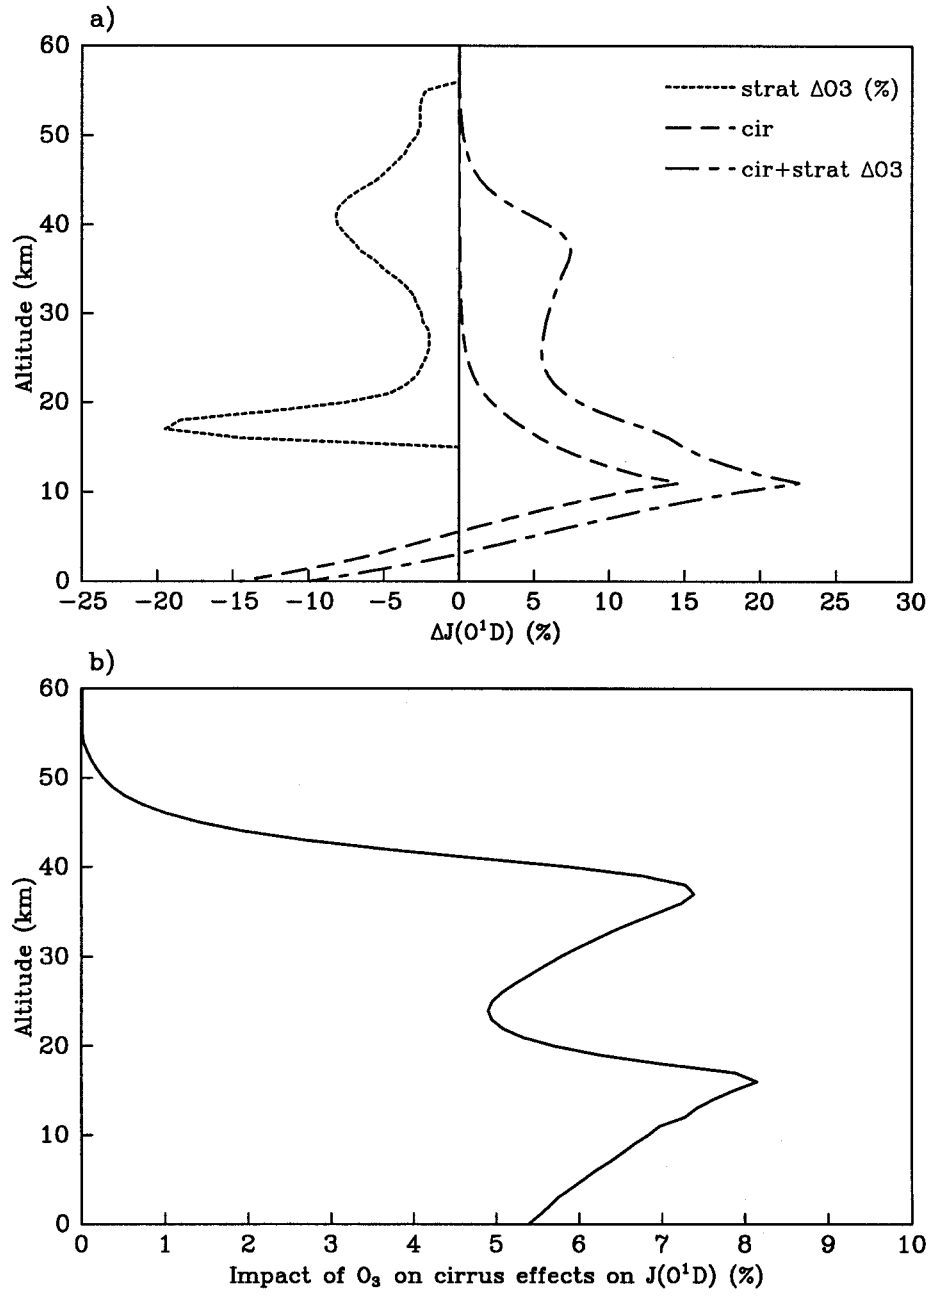 a)
60
50
40
30
20
10
0
Altitude (km)
strat ΔO3 (%)
cir
cir+strat ΔO3
−25 −20 −15 −10 −5 0 5 10 15 20 25 30
ΔJ(O¹D) (%)
b)
60
50
40
30
20
10
0
Altitude (km)
0 1 2 3 4 5 6 7 8 9 10
Impact of O₃ on cirrus effects on J(O¹D) (%)